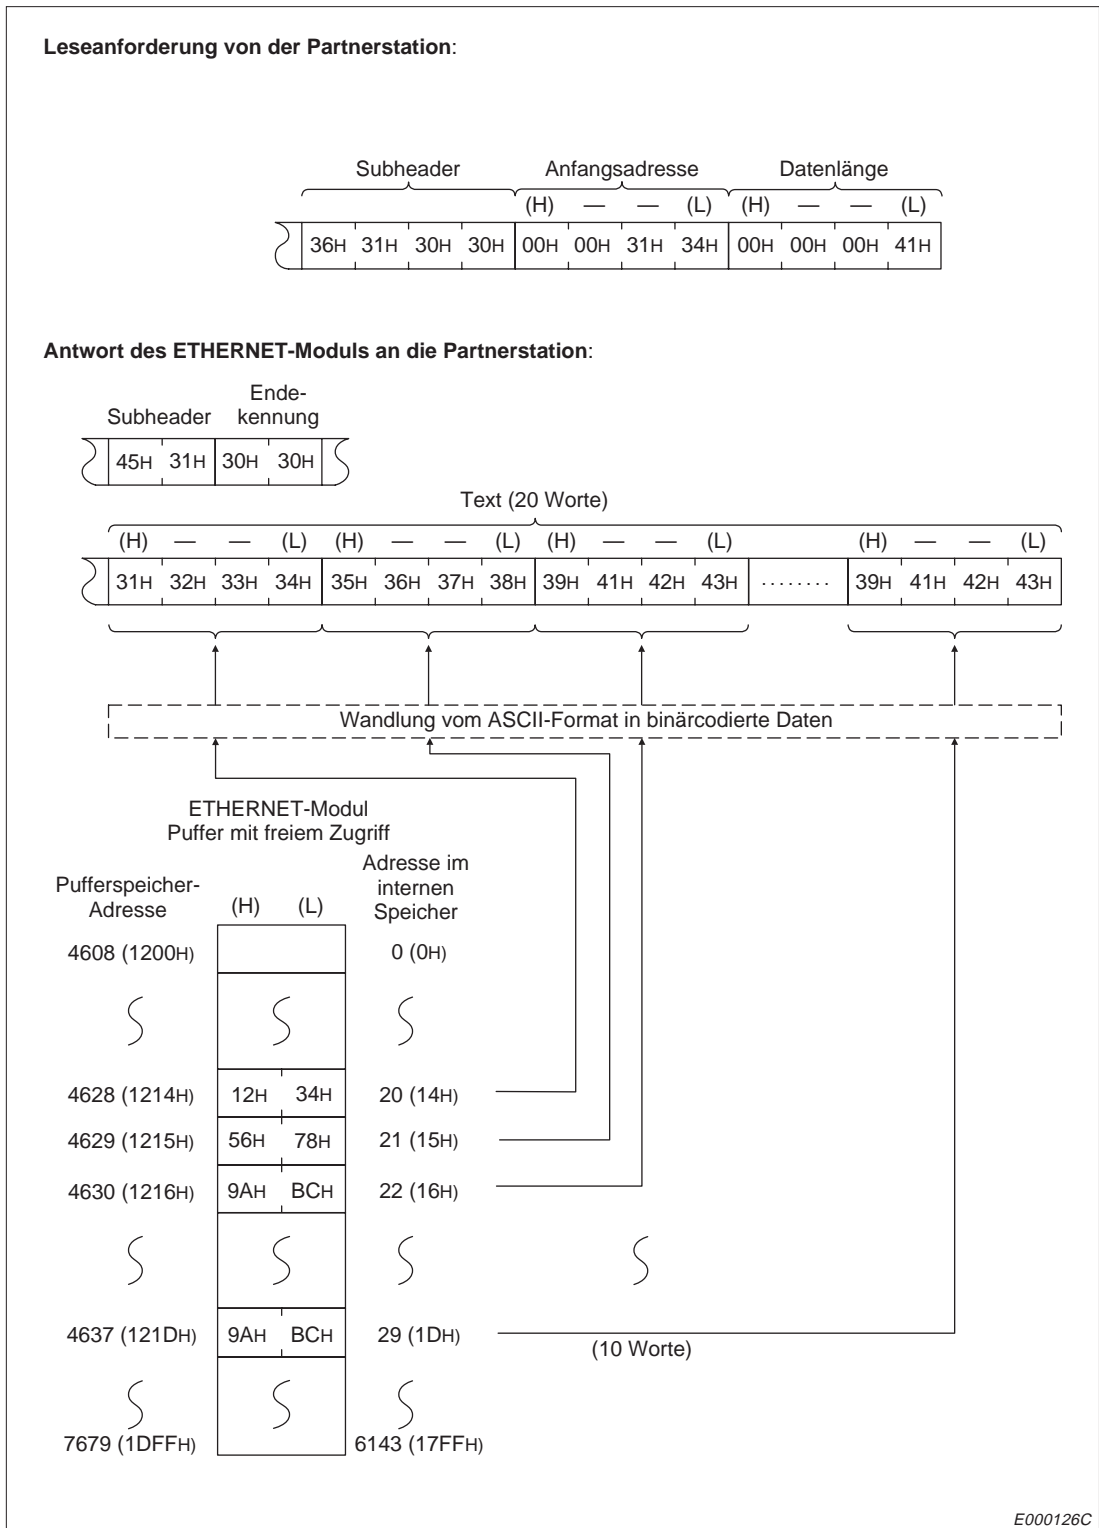 Leseanforderung von der Partnerstation:
Subheader Anfangsadresse Datenlänge
(H) — — (L) (H) — — (L)
36H 31H 30H 30H 00H 00H 31H 34H 00H 00H 00H 41H
Antwort des ETHERNET-Moduls an die Partnerstation:
Subheader Ende-
kennung
45H 31H 30H 30H
Text (20 Worte)
(H) — — (L) (H) — — (L) (H) — — (L) (H) — — (L)
31H 32H 33H 34H 35H 36H 37H 38H 39H 41H 42H 43H ........ 39H 41H 42H 43H
Wandlung vom ASCII-Format in binärcodierte Daten
ETHERNET-Modul
Puffer mit freiem Zugriff
Pufferspeicher-
Adresse
(H) (L)
Adresse im
internen
Speicher
4608 (1200H) 0 (0H)
4628 (1214H) 12H 34H 20 (14H)
4629 (1215H) 56H 78H 21 (15H)
4630 (1216H) 9AH BCH 22 (16H)
4637 (121DH) 9AH BCH 29 (1DH)
(10 Worte)
7679 (1DFFH) 6143 (17FFH)
E000126C